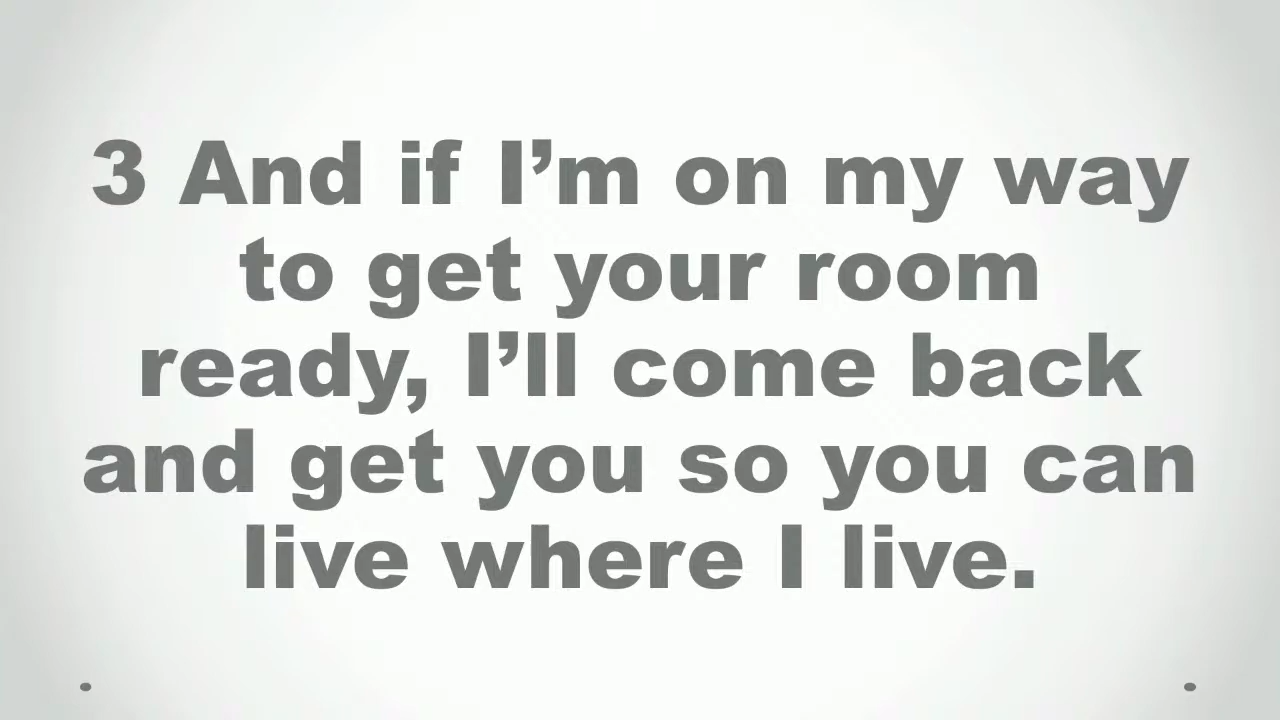 3 And if I’m on my way
to get your room
ready, I’ll come back
and get you so you can
live where I live.